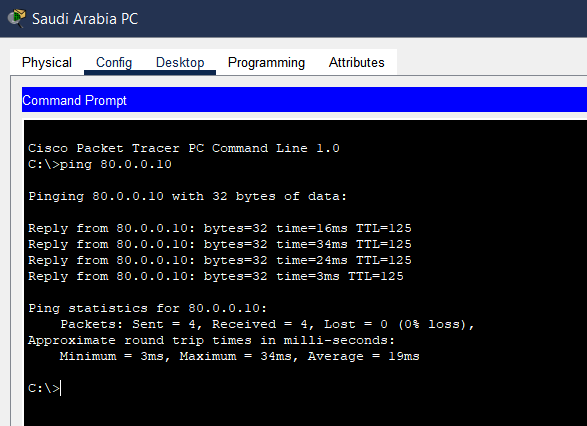 Saudi Arabia PC
Physical Config Desktop Programming Attributes
Command Prompt
Cisco Packet Tracer PC Command Line 1.0
C:\>ping 80.0.0.10
Pinging 80.0.0.10 with 32 bytes of data:
Reply from 80.0.0.10: bytes=32 time=16ms TTL=125
Reply from 80.0.0.10: bytes=32 time=34ms TTL=125
Reply from 80.0.0.10: bytes=32 time=24ms TTL=125
Reply from 80.0.0.10: bytes=32 time=3ms TTL=125
Ping statistics for 80.0.0.10:
Packets: Sent = 4, Received = 4, Lost = 0 (0% loss),
Approximate round trip times in milli-seconds:
Minimum = 3ms, Maximum = 34ms, Average = 19ms
C:\>